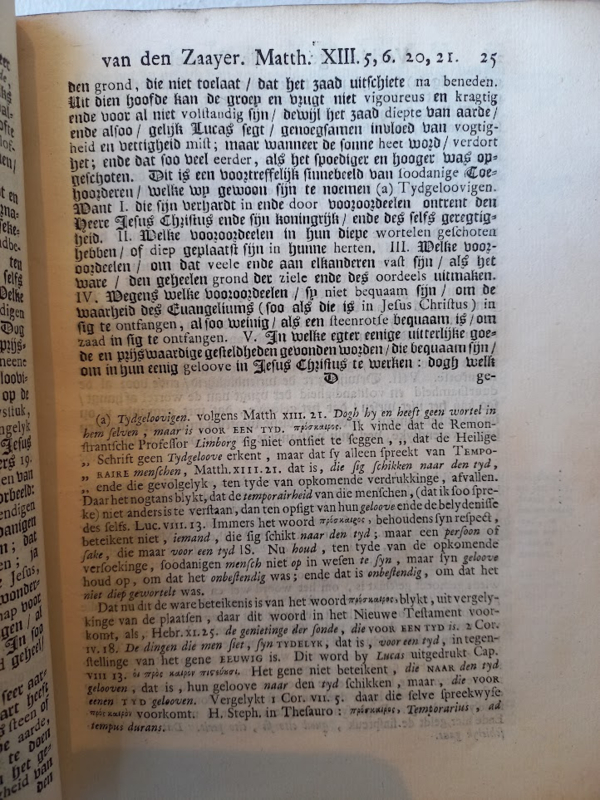 van den Zaayer. Matth. XIII. 5, 6. 20, 21. 25
den grond, die niet toelaat / dat het zaad uitschiete na beneden.
Uit dien hoofde kan de groep en vrugt niet vigoureus en kragtig
ende voor al niet volstandig sijn / dewijl het zaad diepte van aarde /
ende alsoo / gelijk Lucas segt / genoegsamen invloed van vogtig-
heid en vettigheid mist; maar wanneer de sonne heet word / verdort
het; ende dat soo veel eerder, als het spoediger en hooger was op-
geschoten. Dit is een voortreffelijk sinnebeeld van soodanige Toe-
hoorderen / welke wy gewoon sijn te noemen (a) Tydgeloovigen.
Want I. die sijn verhardt in ende door vooroordeelen ontrent den
Heere Jesus Christus ende sijn koningrijk / ende des selfs geregtig-
heid. II. Welke vooroordeelen in hun diepe wortelen geschoten
hebben / of diep geplaatst sijn in hunne herten. III. Welke voor-
oordeelen / om dat veele ende aan elkanderen vast sijn / als het
ware / den geheelen grond der ziele ende des oordeels uitmaken.
IV. Wegens welke vooroordeelen / sy niet bequaam sijn / om de
waarheid des Euangeliums (soo als die is in Jesus Christus) in
sig te ontfangen, al soo weinig / als een steenrotse bequaam is / om
zaad in sig te ontfangen. V. In welke egter eenige uitterlijke goe-
de en prijswaardige gesteldheden gevonden worden / die bequaam sijn /
om in hun eenig geloove in Jesus Christus te werken: dogh welk
D ge-
(a) Tydgeloovigen. volgens Matth XIII. 21. Dogh hy en heeft geen wortel in
hem selven, maar is VOOR EEN TYD. πρόσκαιρος. Ik vinde dat de Remon-
strantsche Professor Limborg sig niet ontsiet te seggen, „ dat de Heilige
„ Schrift geen Tydgeloove erkent, maar dat sy alleen spreekt van TEMPO-
„ RAIRE menschen, Matth. XIII. 21. dat is, die sig schikken naar den tyd,
„ ende die gevolgelyk, ten tyde van opkomende verdrukkinge, afvallen.
Daar het nogtans blykt, dat de temporairheid van die menschen, (dat ik soo spre-
ke) niet anders is te verstaan, dan ten opsigt van hun geloove ende de belydenisse
des selfs. Luc. VIII. 13. Immers het woord πρόσκαιρος, behoudens syn respect,
beteikent niet, iemand, die sig schikt naar den tyd; maar een persoon of
sake, die maar voor een tyd IS. Nu houd, ten tyde van de opkomende
versoekinge, soodanigen mensch niet op in wesen te syn, maar syn geloove
houd op, om dat het onbestendig was; ende dat is onbestendig, om dat het
niet diep gewortelt was.
Dat nu dit de ware beteikenis is van het woord πρόσκαιρος, blykt, uit vergely-
kinge van de plaatsen, daar dit woord in het Nieuwe Testament voor-
komt, als, Hebr. XI. 25. de genietinge der sonde, die VOOR EEN TYD IS. 2 Cor.
IV. 18. De dingen die men siet, syn TYDELYK, dat is, voor een tyd, in tegen-
stellinge van het gene EEUWIG is. Dit word by Lucas uitgedrukt Cap.
VIII 13. οἱ πρὸς καιρὸν πιστεύουσι. Het gene niet beteikent, die NAAR den tyd
gelooven, dat is, hun geloove naar den tyd schikken, maar, die voor
eenen TYD gelooven. Vergelykt 1 Cor. VII. 5. daar die selve spreekwyse
πρὸς καιρὸν voorkomt. H. Steph. in Thesauro: πρόσκαιρος, Temporarius, ad
tempus durans.